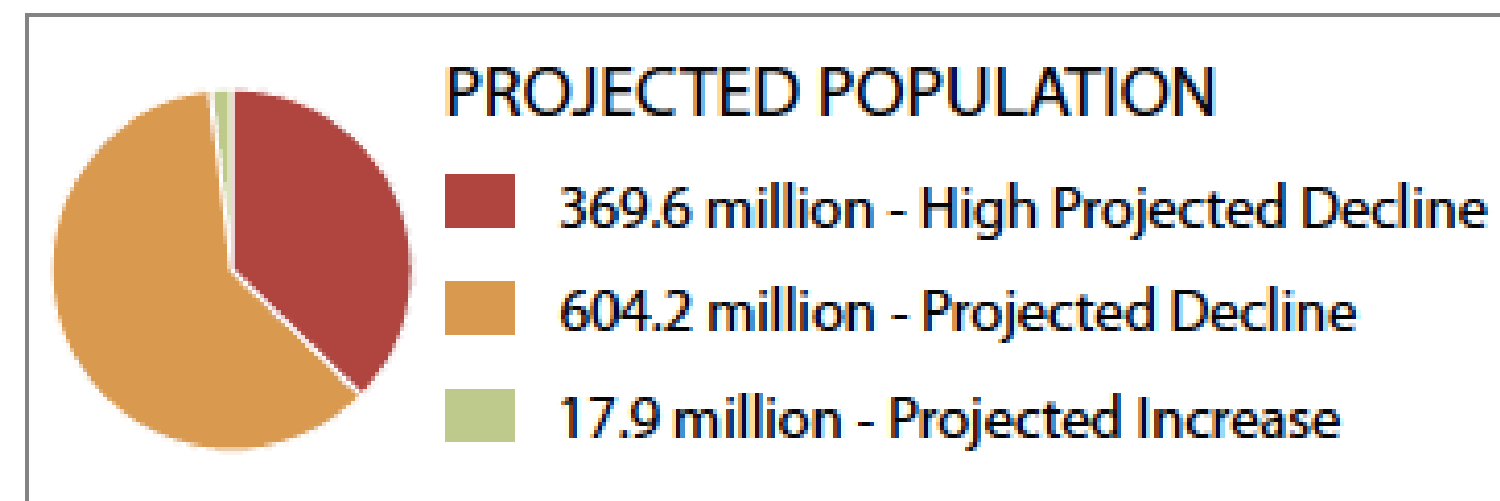 PROJECTED POPULATION
369.6 million - High Projected Decline
604.2 million - Projected Decline
17.9 million - Projected Increase